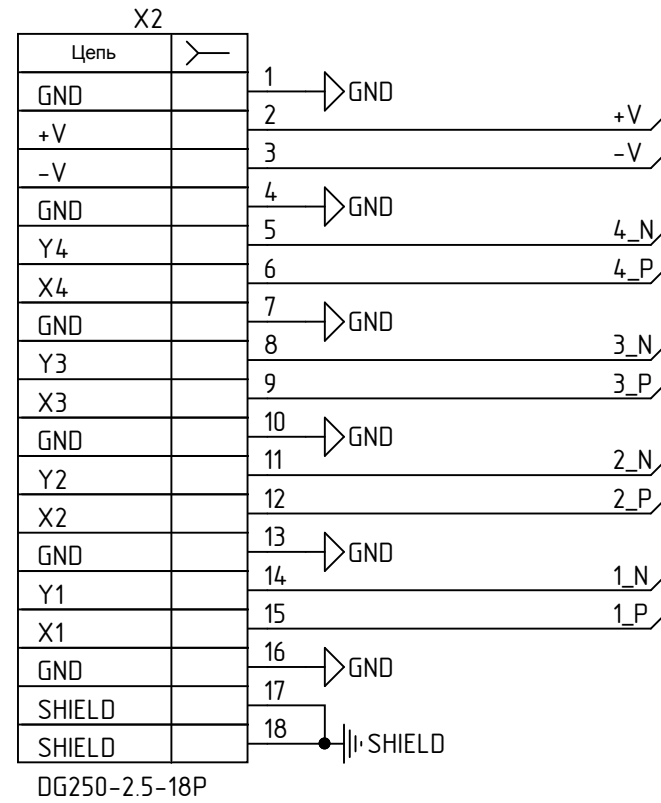 X2
Цепь
GND 1 GND
+V 2 +V
-V 3 -V
GND 4 GND
Y4 5 4_N
X4 6 4_P
GND 7 GND
Y3 8 3_N
X3 9 3_P
GND 10 GND
Y2 11 2_N
X2 12 2_P
GND 13 GND
Y1 14 1_N
X1 15 1_P
GND 16 GND
SHIELD 17
SHIELD 18 SHIELD
DG250-2.5-18P